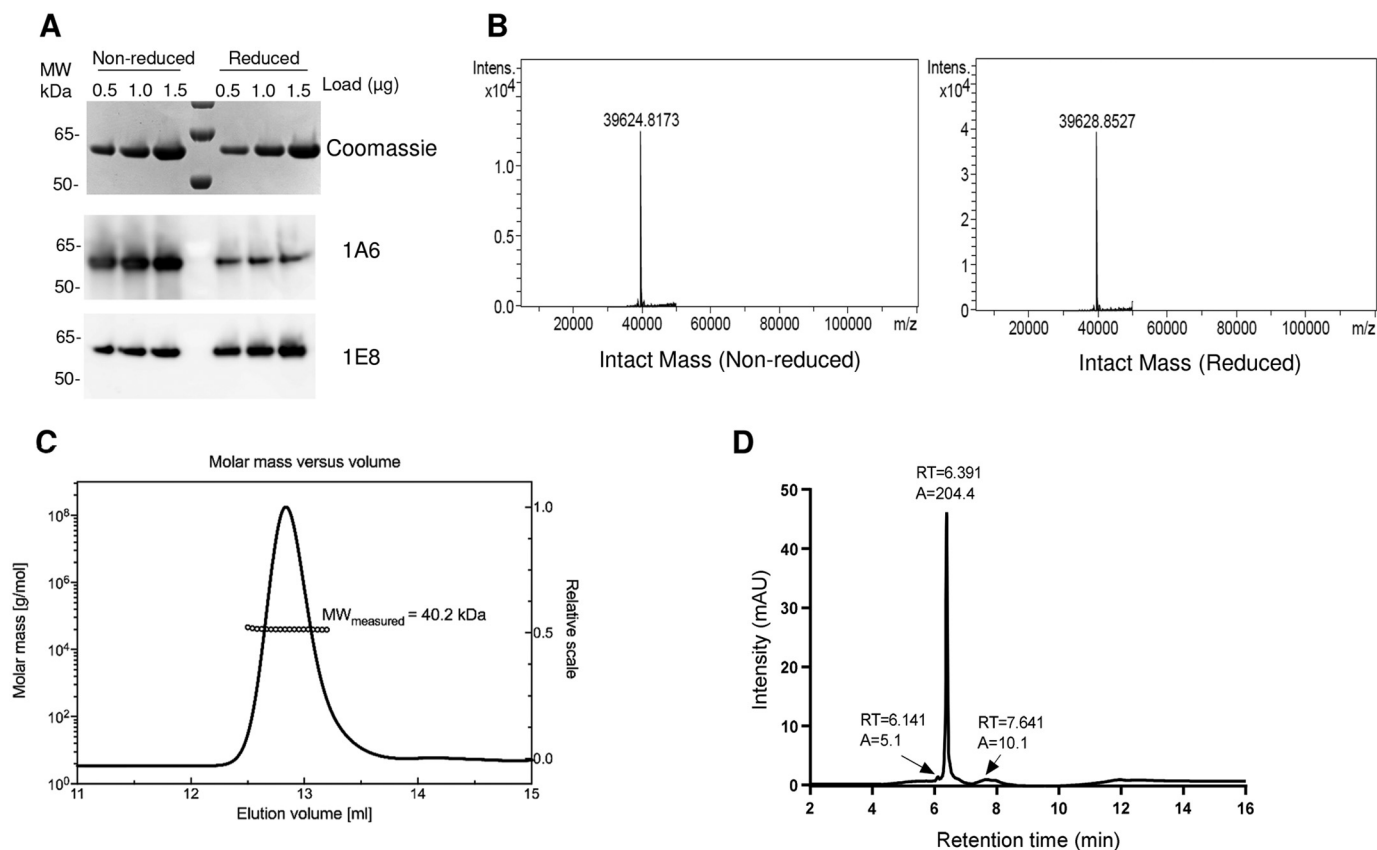 A
Non-reduced Reduced
MW
kDa
0.5 1.0 1.5 0.5 1.0 1.5 Load (µg)
65-
Coomassie
50-
65-
1A6
50-
65-
1E8
50-
B
Intens.
x10⁴
39624.8173
1.0
0.5
0.0
20000 40000 60000 80000 100000 m/z
Intact Mass (Non-reduced)
Intens.
x10⁴
39628.8527
4
3
2
1
0
20000 40000 60000 80000 100000 m/z
Intact Mass (Reduced)
C
Molar mass versus volume
Molar mass [g/mol]
10⁸
10⁶
10⁴
10²
10⁰
MWmeasured = 40.2 kDa
1.0
0.5
0.0
Relative scale
11 12 13 14 15
Elution volume [ml]
D
RT=6.391
A=204.4
Intensity (mAU)
50
40
30
20
10
0
RT=6.141
A=5.1
RT=7.641
A=10.1
2 4 6 8 10 12 14 16
Retention time (min)